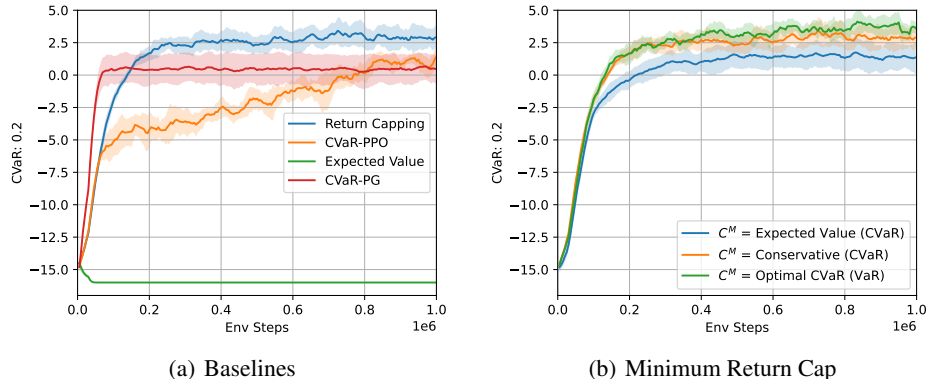 5.0
2.5
0.0
−2.5
−5.0
−7.5
−10.0
−12.5
−15.0
CVaR: 0.2
0.0
0.2
0.4
0.6
0.8
1.0
Env Steps
1e6
Return Capping
CVaR-PPO
Expected Value
CVaR-PG
(a) Baselines
5.0
2.5
0.0
−2.5
−5.0
−7.5
−10.0
−12.5
−15.0
CVaR: 0.2
0.0
0.2
0.4
0.6
0.8
1.0
Env Steps
1e6
C^M = Expected Value (CVaR)
C^M = Conservative (CVaR)
C^M = Optimal CVaR (VaR)
(b) Minimum Return Cap